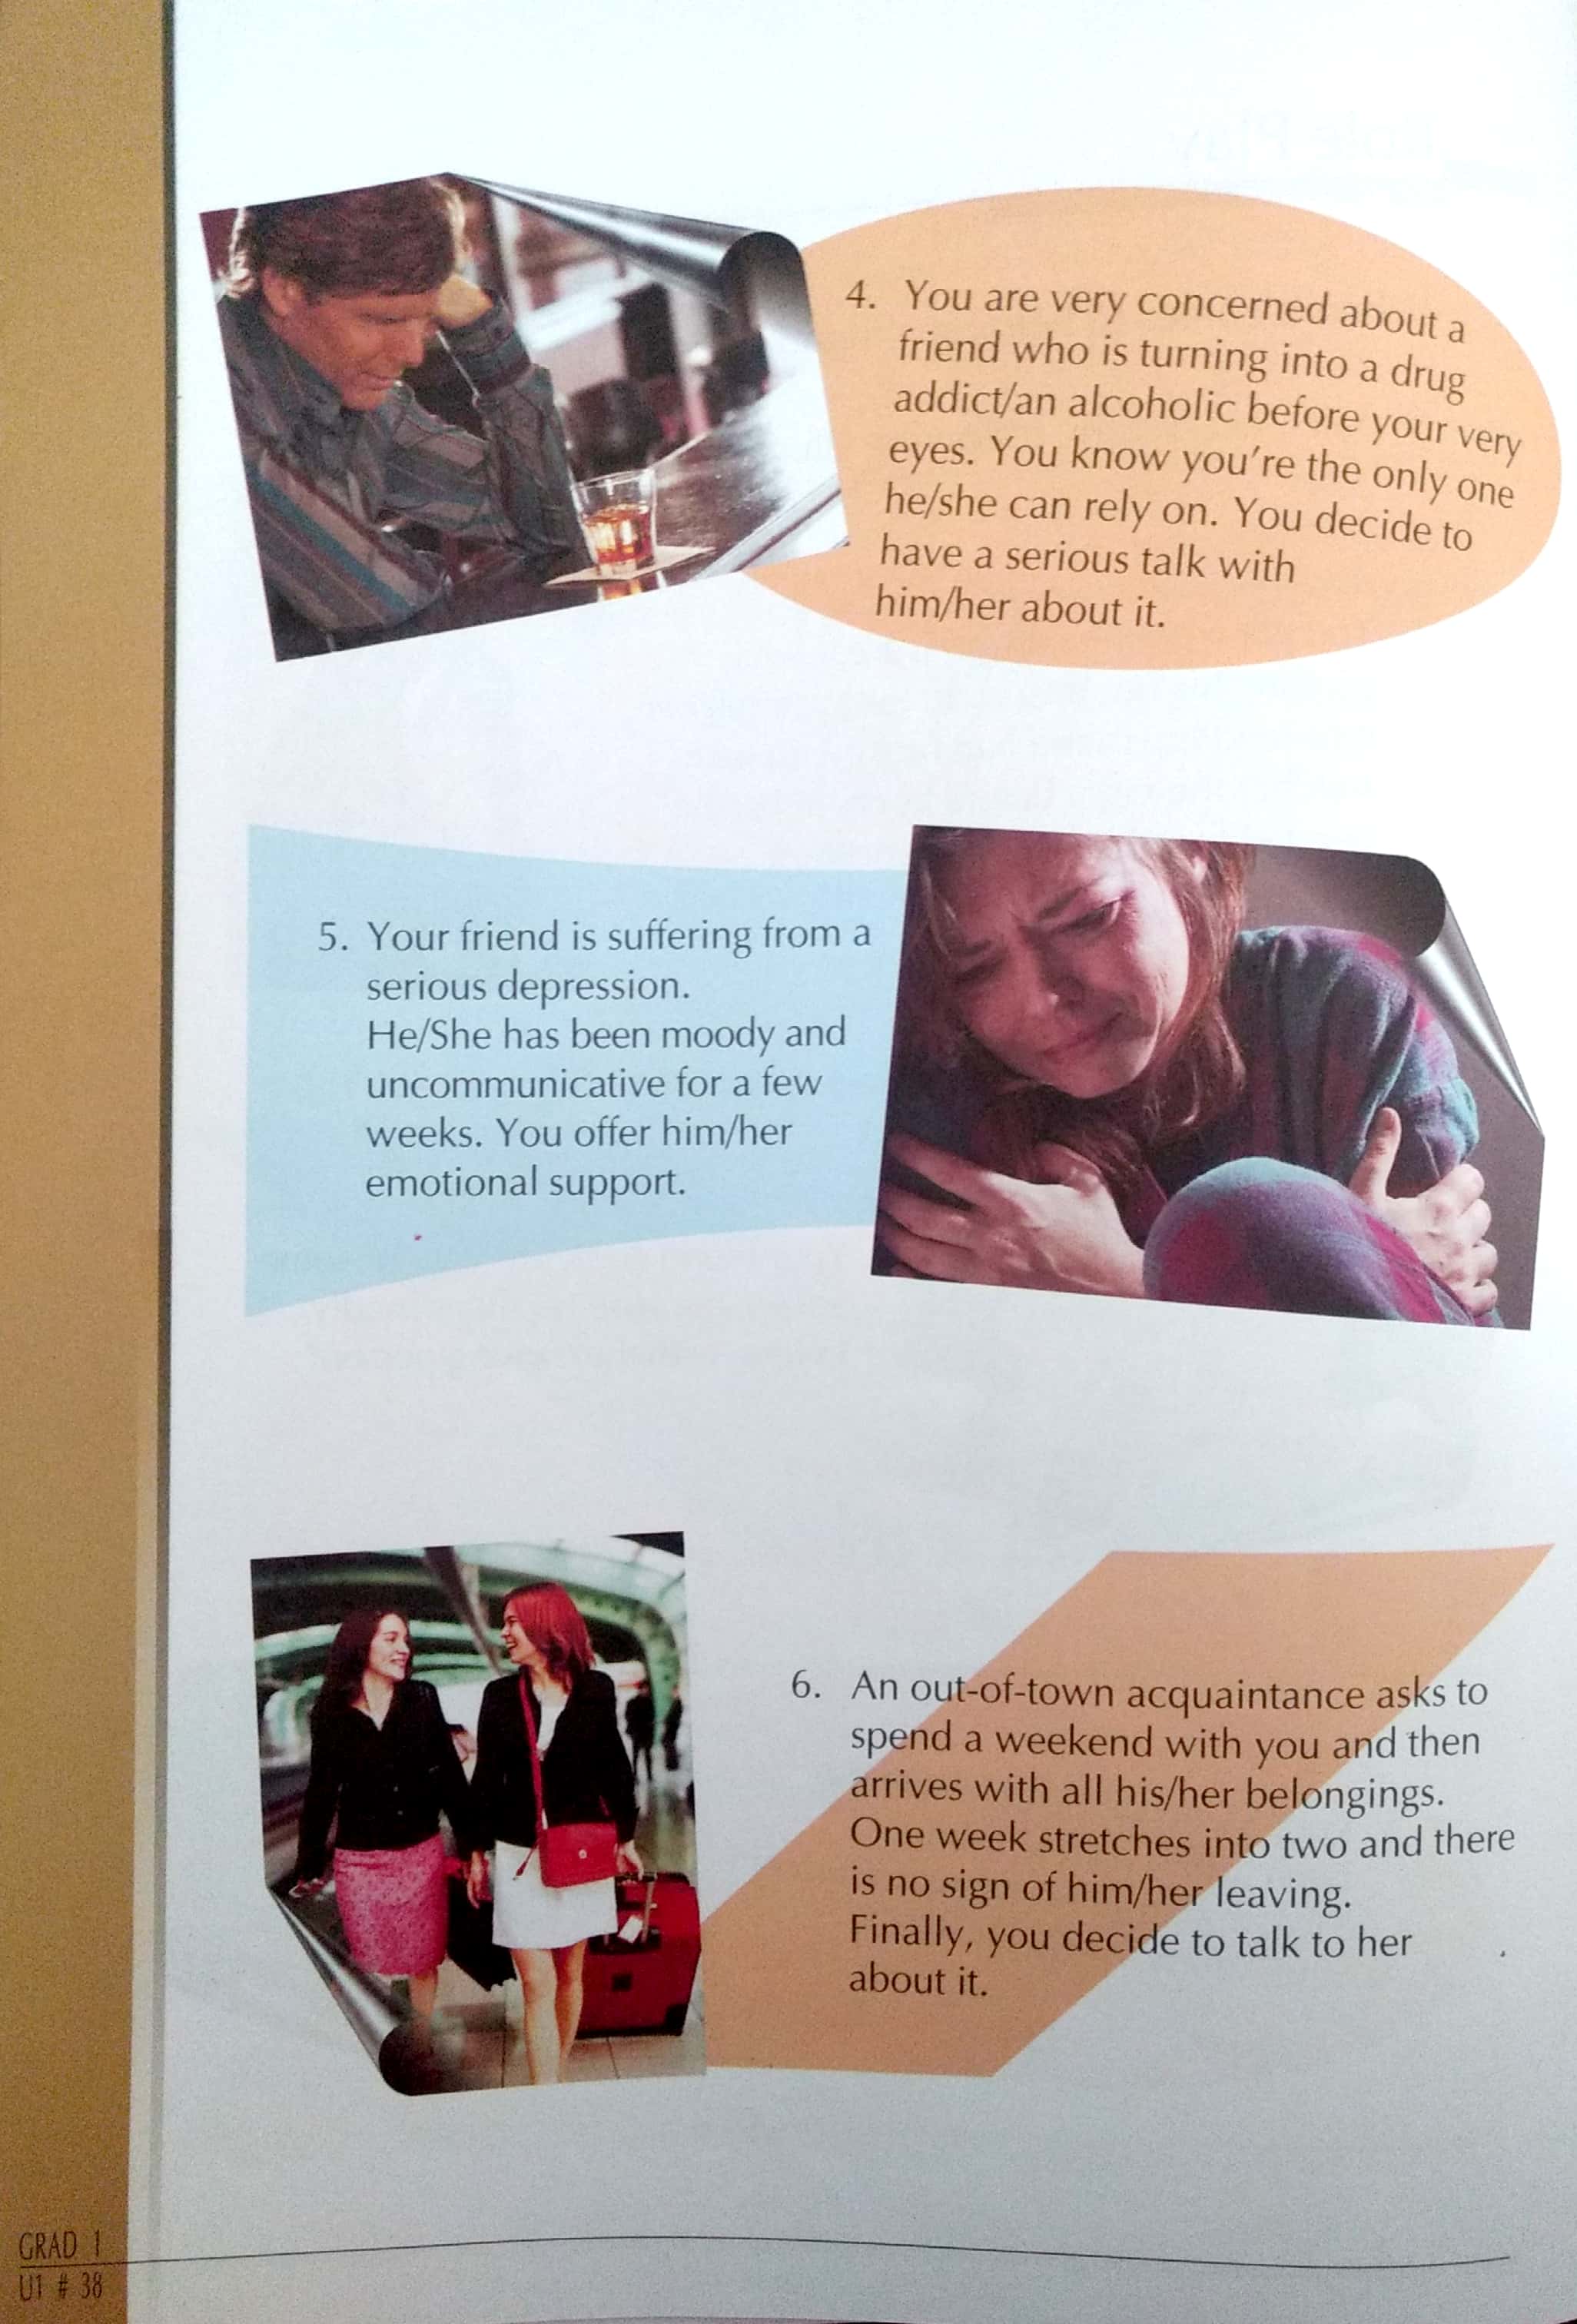 4. You are very concerned about a
friend who is turning into a drug
addict/an alcoholic before your very
eyes. You know you're the only one
he/she can rely on. You decide to
have a serious talk with
him/her about it.
5. Your friend is suffering from a
serious depression.
He/She has been moody and
uncommunicative for a few
weeks. You offer him/her
emotional support.
6. An out-of-town acquaintance asks to
spend a weekend with you and then
arrives with all his/her belongings.
One week stretches into two and there
is no sign of him/her leaving.
Finally, you decide to talk to her
about it.
GRAD 1
U1 # 38